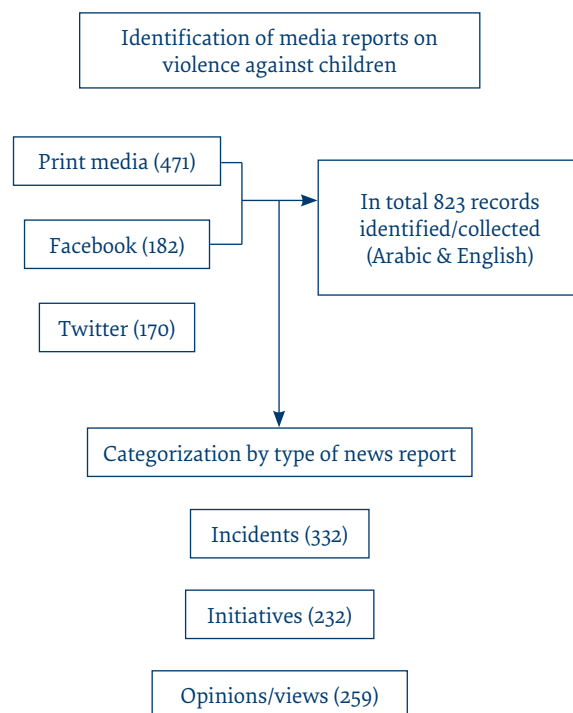 Identification of media reports on
violence against children
Print media (471)
In total 823 records
identified/collected
(Arabic & English)
Facebook (182)
Twitter (170)
Categorization by type of news report
Incidents (332)
Initiatives (232)
Opinions/views (259)